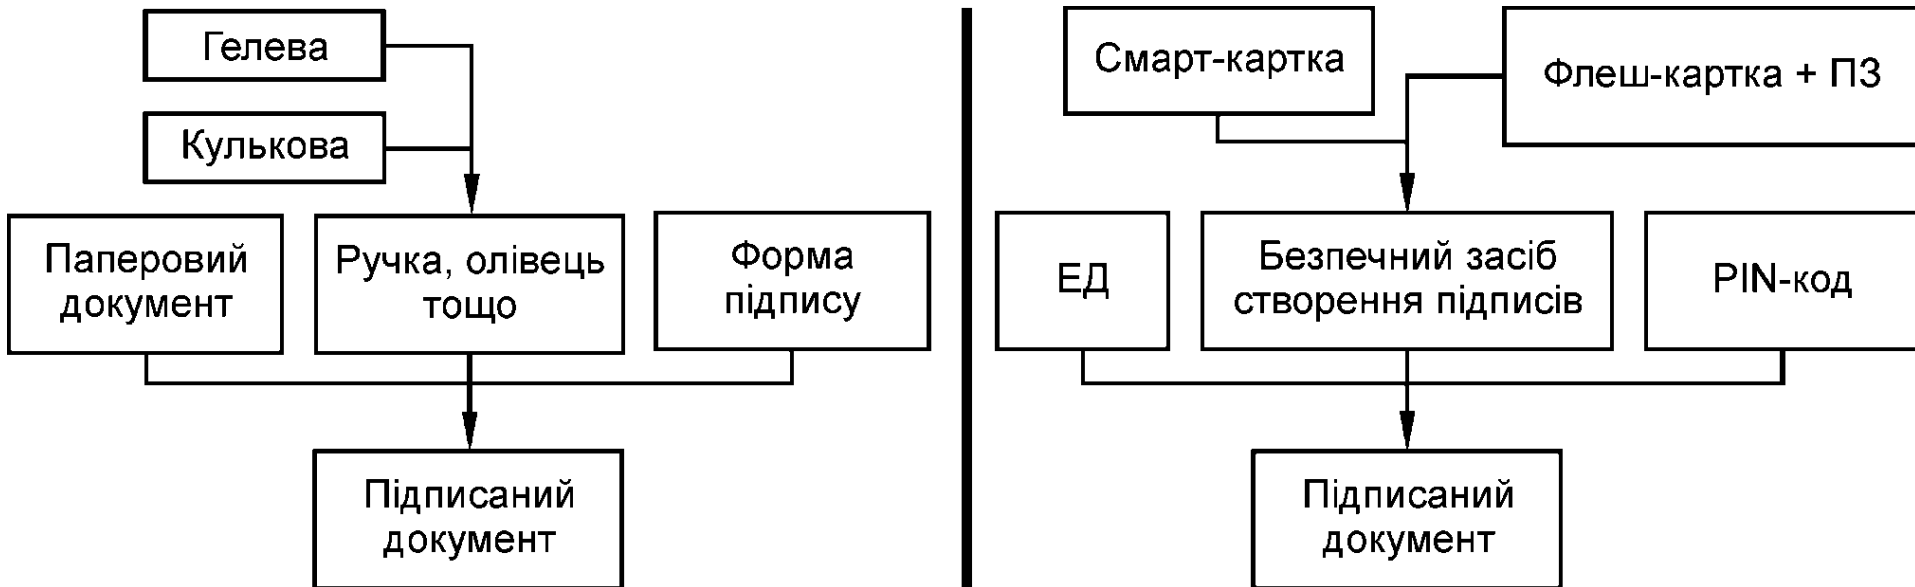 Гелева
Кулькова
Паперовий
документ
Ручка, олівець
тощо
Форма
підпису
Підписаний
документ
Смарт-картка
Флеш-картка + ПЗ
ЕД
Безпечний засіб
створення підписів
PIN-код
Підписаний
документ